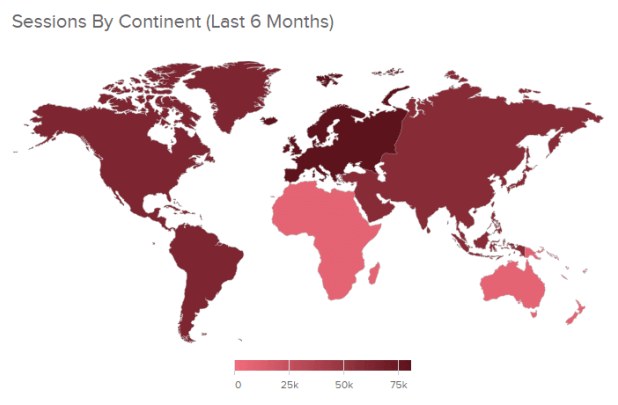 Sessions By Continent (Last 6 Months)
0 25k 50k 75k